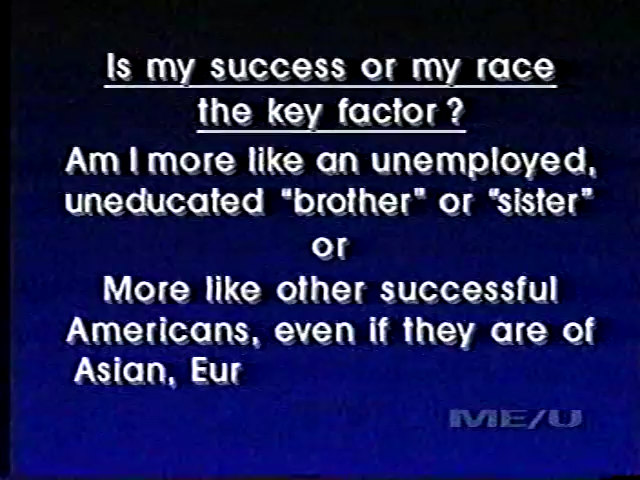 Is my success or my race
the key factor?
Am I more like an unemployed,
uneducated “brother” or “sister”
or
More like other successful
Americans, even if they are of
Asian, Eur
ME/U